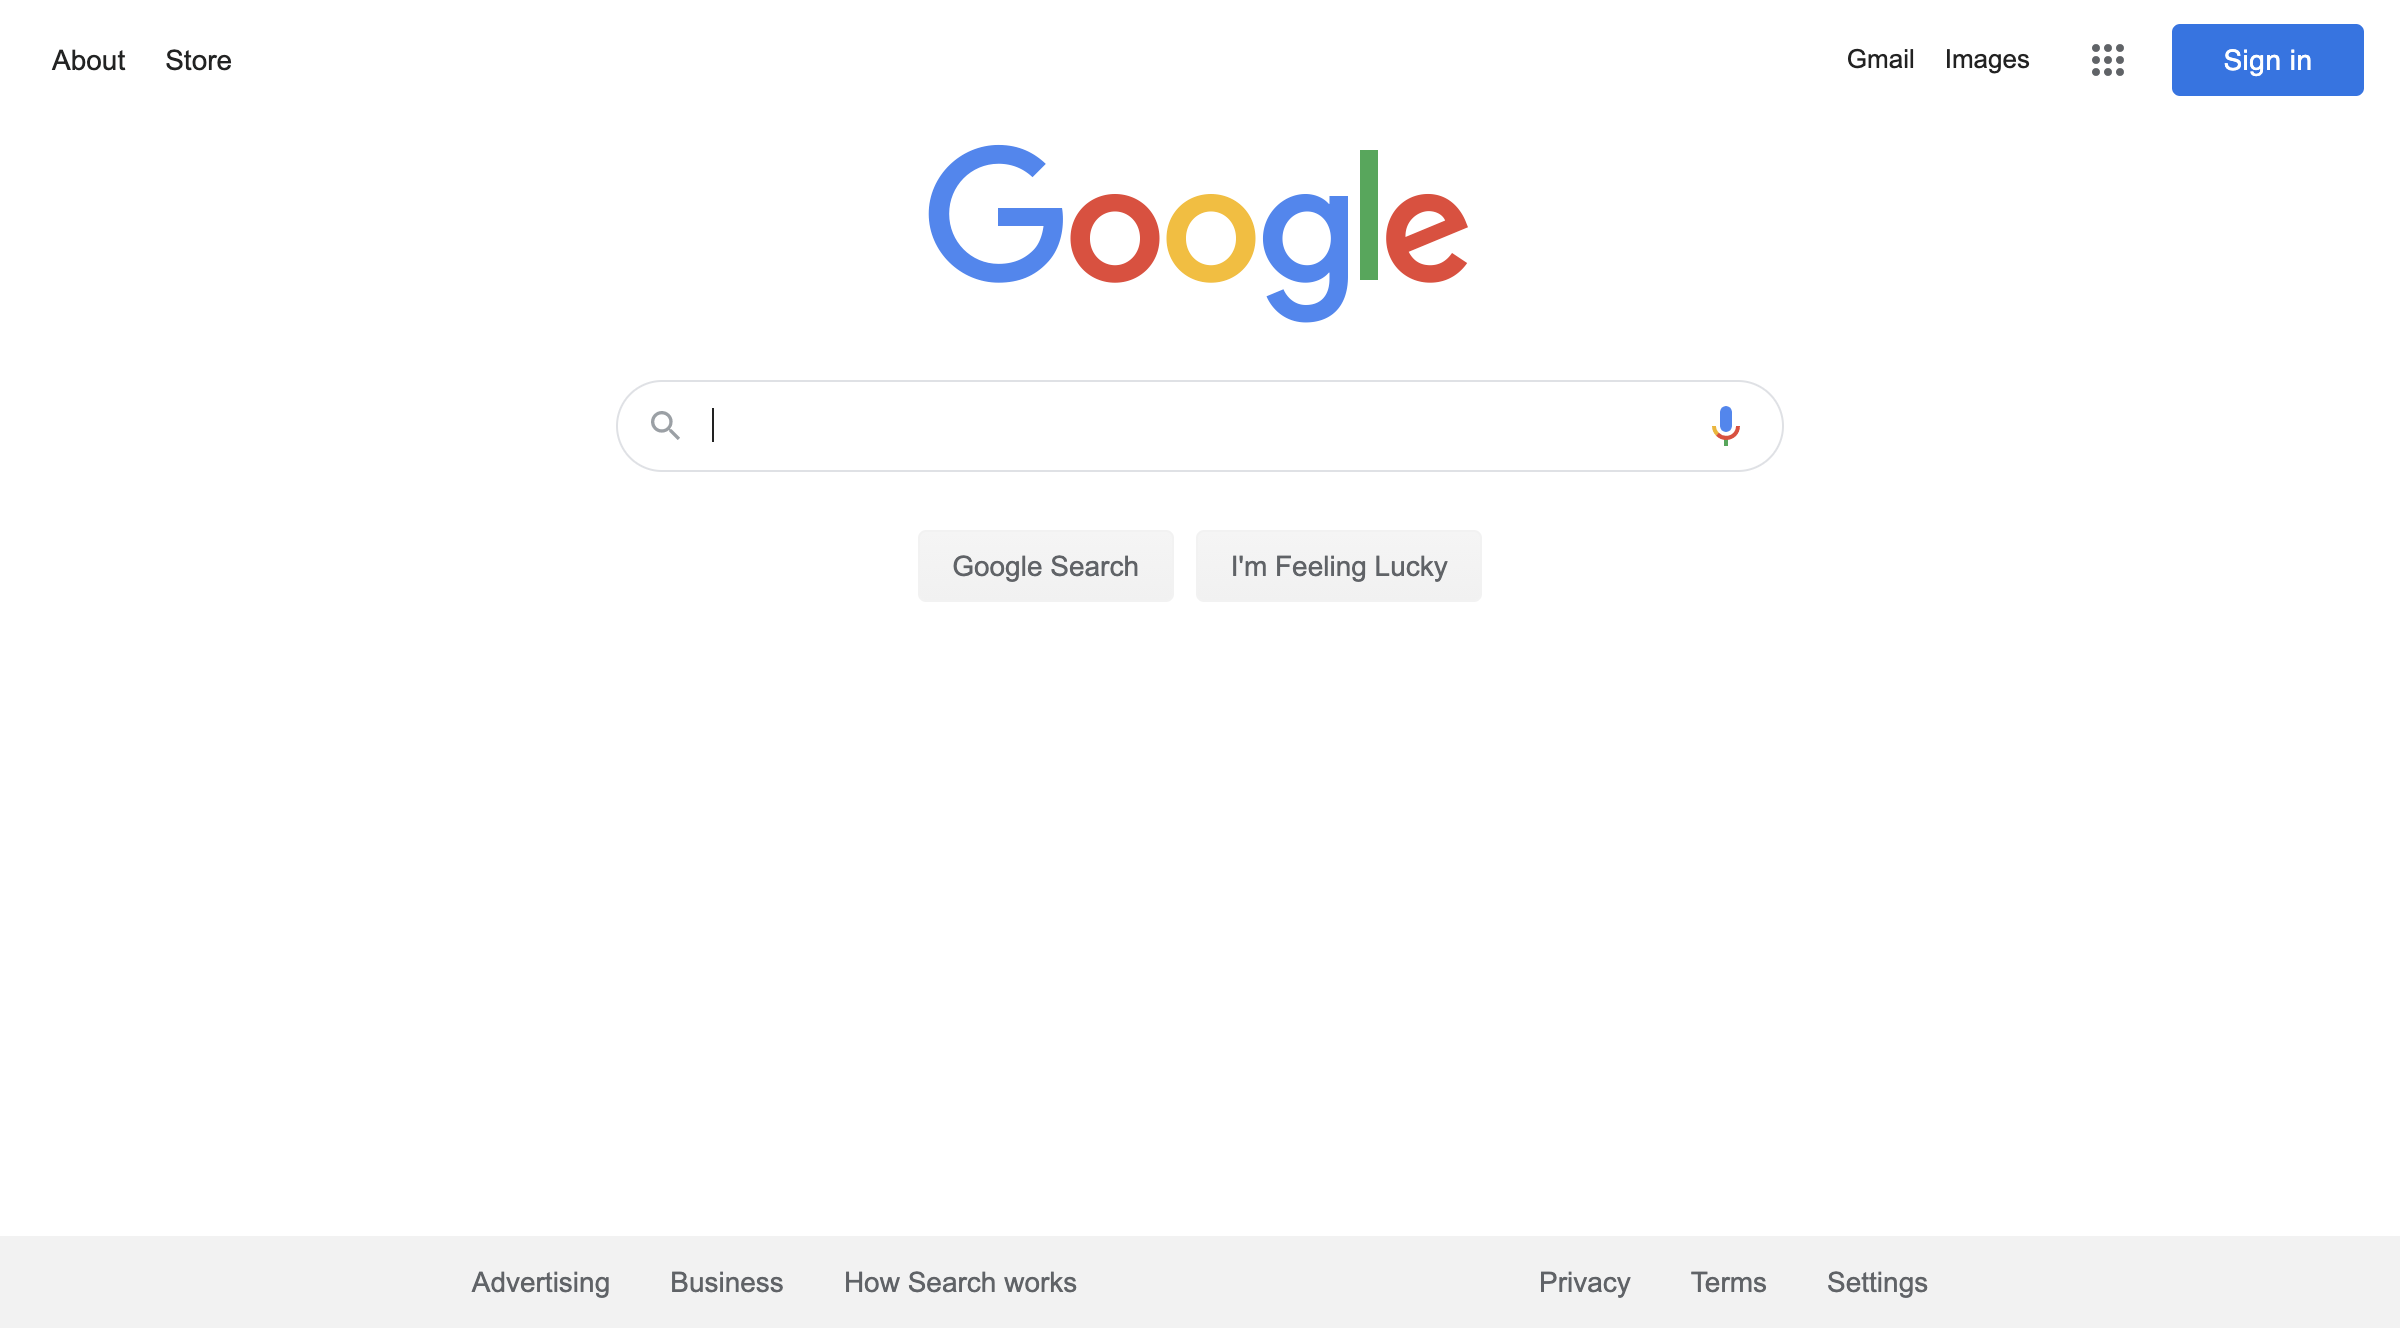 About Store Gmail Images Sign in
Google
Google Search I'm Feeling Lucky
Advertising Business How Search works Privacy Terms Settings